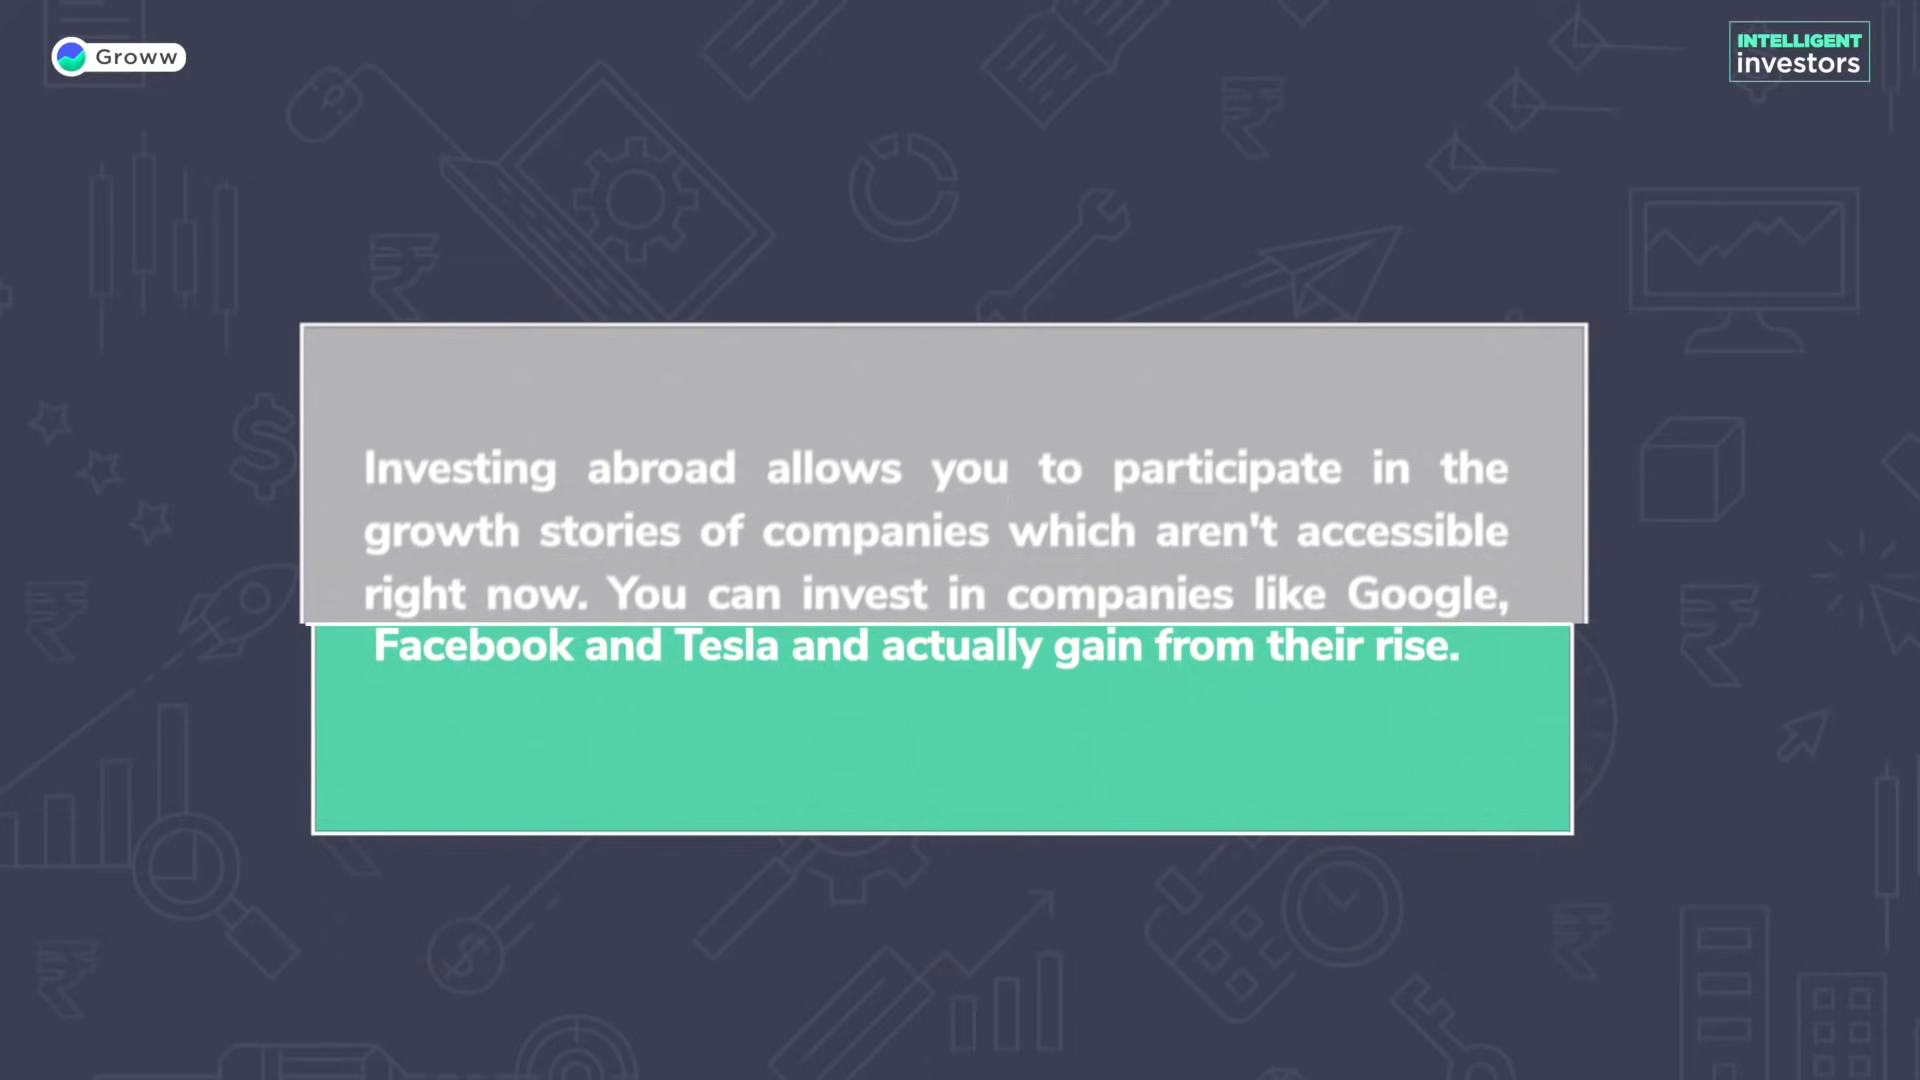 Groww
INTELLIGENT
investors
Investing abroad allows you to participate in the
growth stories of companies which aren't accessible
right now. You can invest in companies like Google,
Facebook and Tesla and actually gain from their rise.